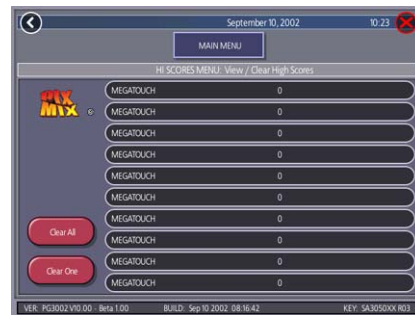 September 10, 2002 10:23
MAIN MENU
HI SCORES MENU: View / Clear High Scores
PIX
MIX
MEGATOUCH 0
MEGATOUCH 0
MEGATOUCH 0
MEGATOUCH 0
MEGATOUCH 0
MEGATOUCH 0
MEGATOUCH 0
MEGATOUCH 0
MEGATOUCH 0
MEGATOUCH 0
Clear All
Clear One
VER: PG3002 V10.00 - Beta 1.00 BUILD: Sep 10 2002 08:16:42 KEY: SA3050XX R03